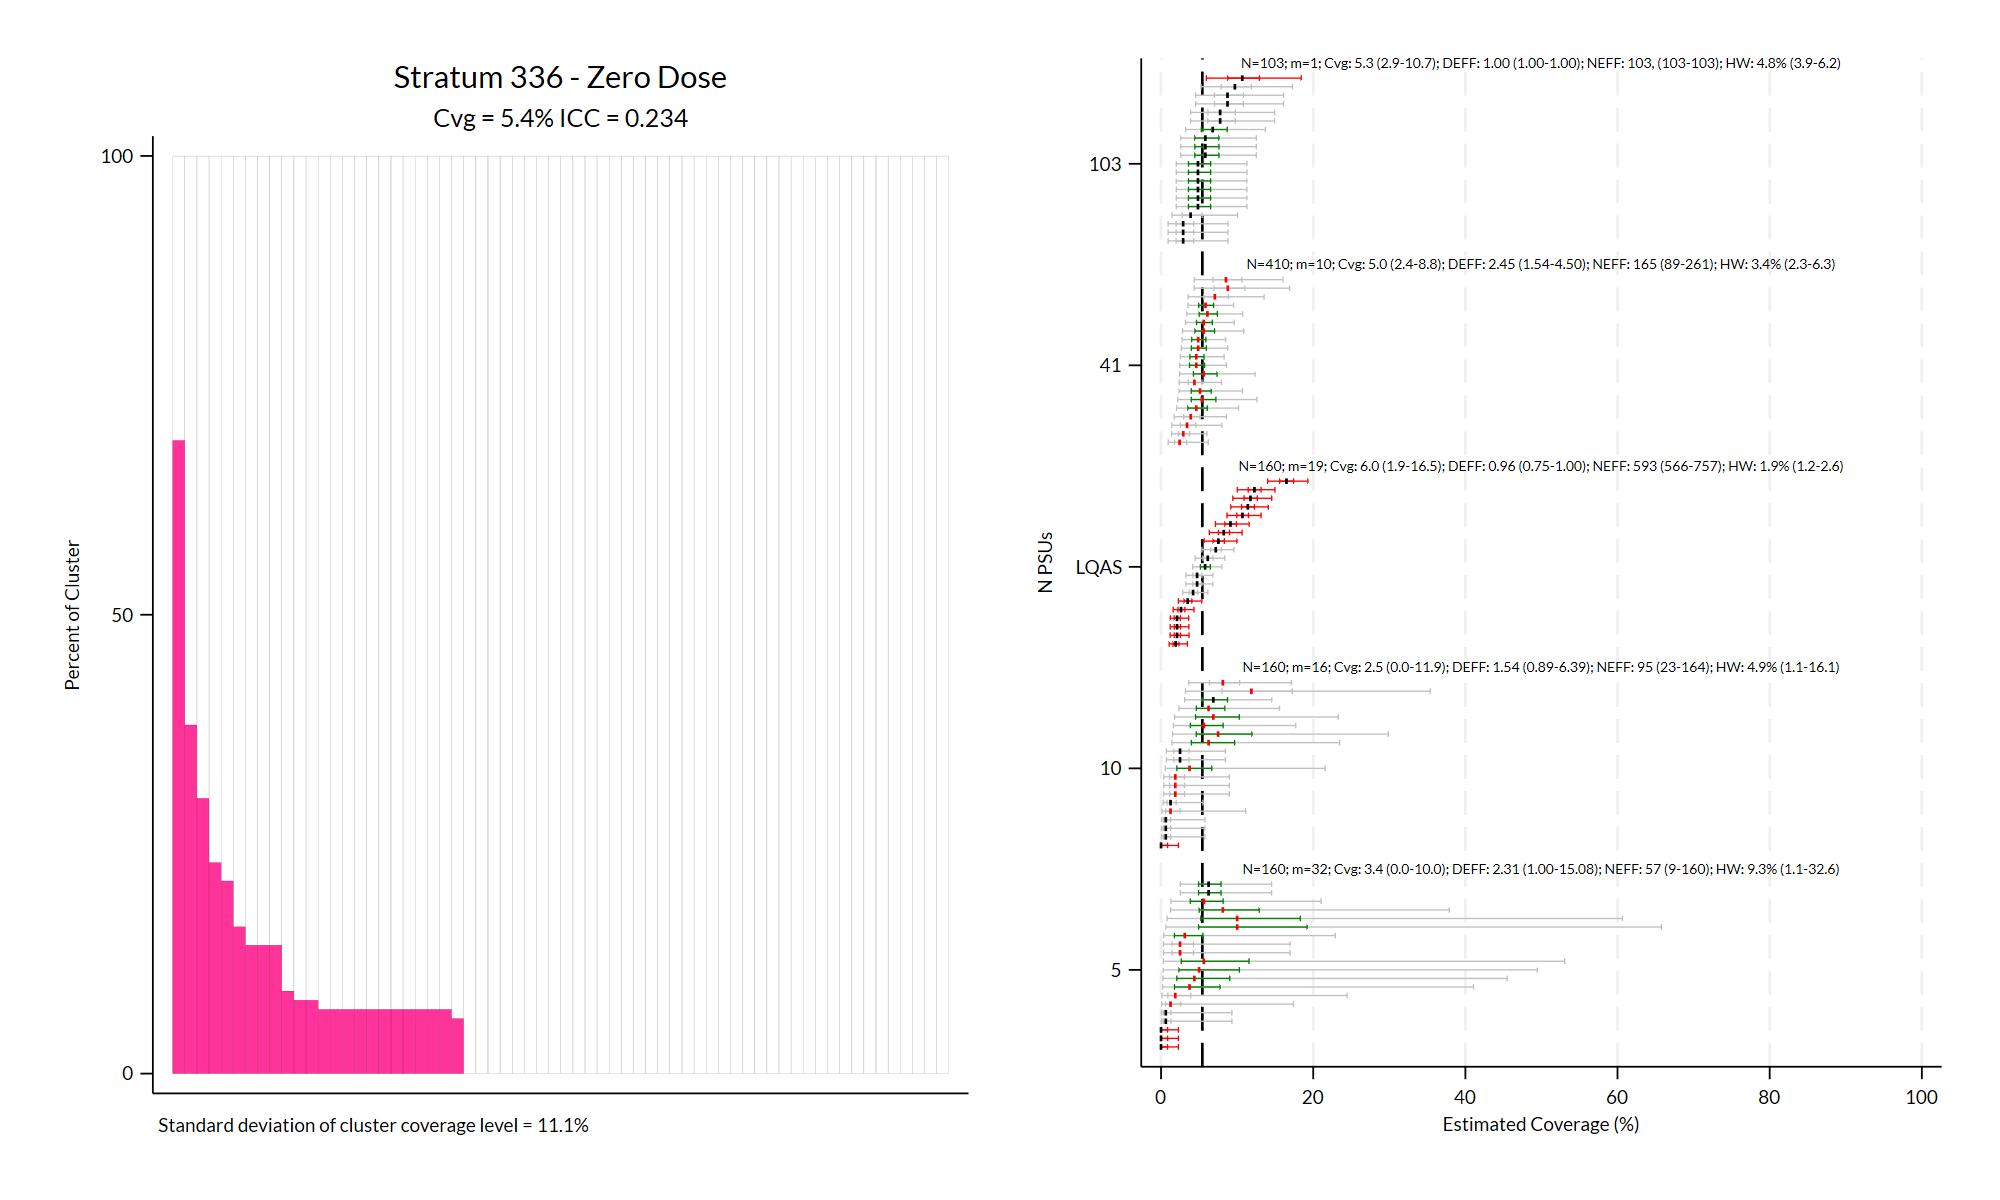 Stratum 336 - Zero Dose
Cvg = 5.4% ICC = 0.234
100
50
0
Percent of Cluster
Standard deviation of cluster coverage level = 11.1%
N=103; m=1; Cvg: 5.3 (2.9-10.7); DEFF: 1.00 (1.00-1.00); NEFF: 103, (103-103); HW: 4.8% (3.9-6.2)
103
N=410; m=10; Cvg: 5.0 (2.4-8.8); DEFF: 2.45 (1.54-4.50); NEFF: 165 (89-261); HW: 3.4% (2.3-6.3)
41
N=160; m=19; Cvg: 6.0 (1.9-16.5); DEFF: 0.96 (0.75-1.00); NEFF: 593 (566-757); HW: 1.9% (1.2-2.6)
LQAS
N PSUs
N=160; m=16; Cvg: 2.5 (0.0-11.9); DEFF: 1.54 (0.89-6.39); NEFF: 95 (23-164); HW: 4.9% (1.1-16.1)
10
N=160; m=32; Cvg: 3.4 (0.0-10.0); DEFF: 2.31 (1.00-15.08); NEFF: 57 (9-160); HW: 9.3% (1.1-32.6)
5
0 20 40 60 80 100
Estimated Coverage (%)